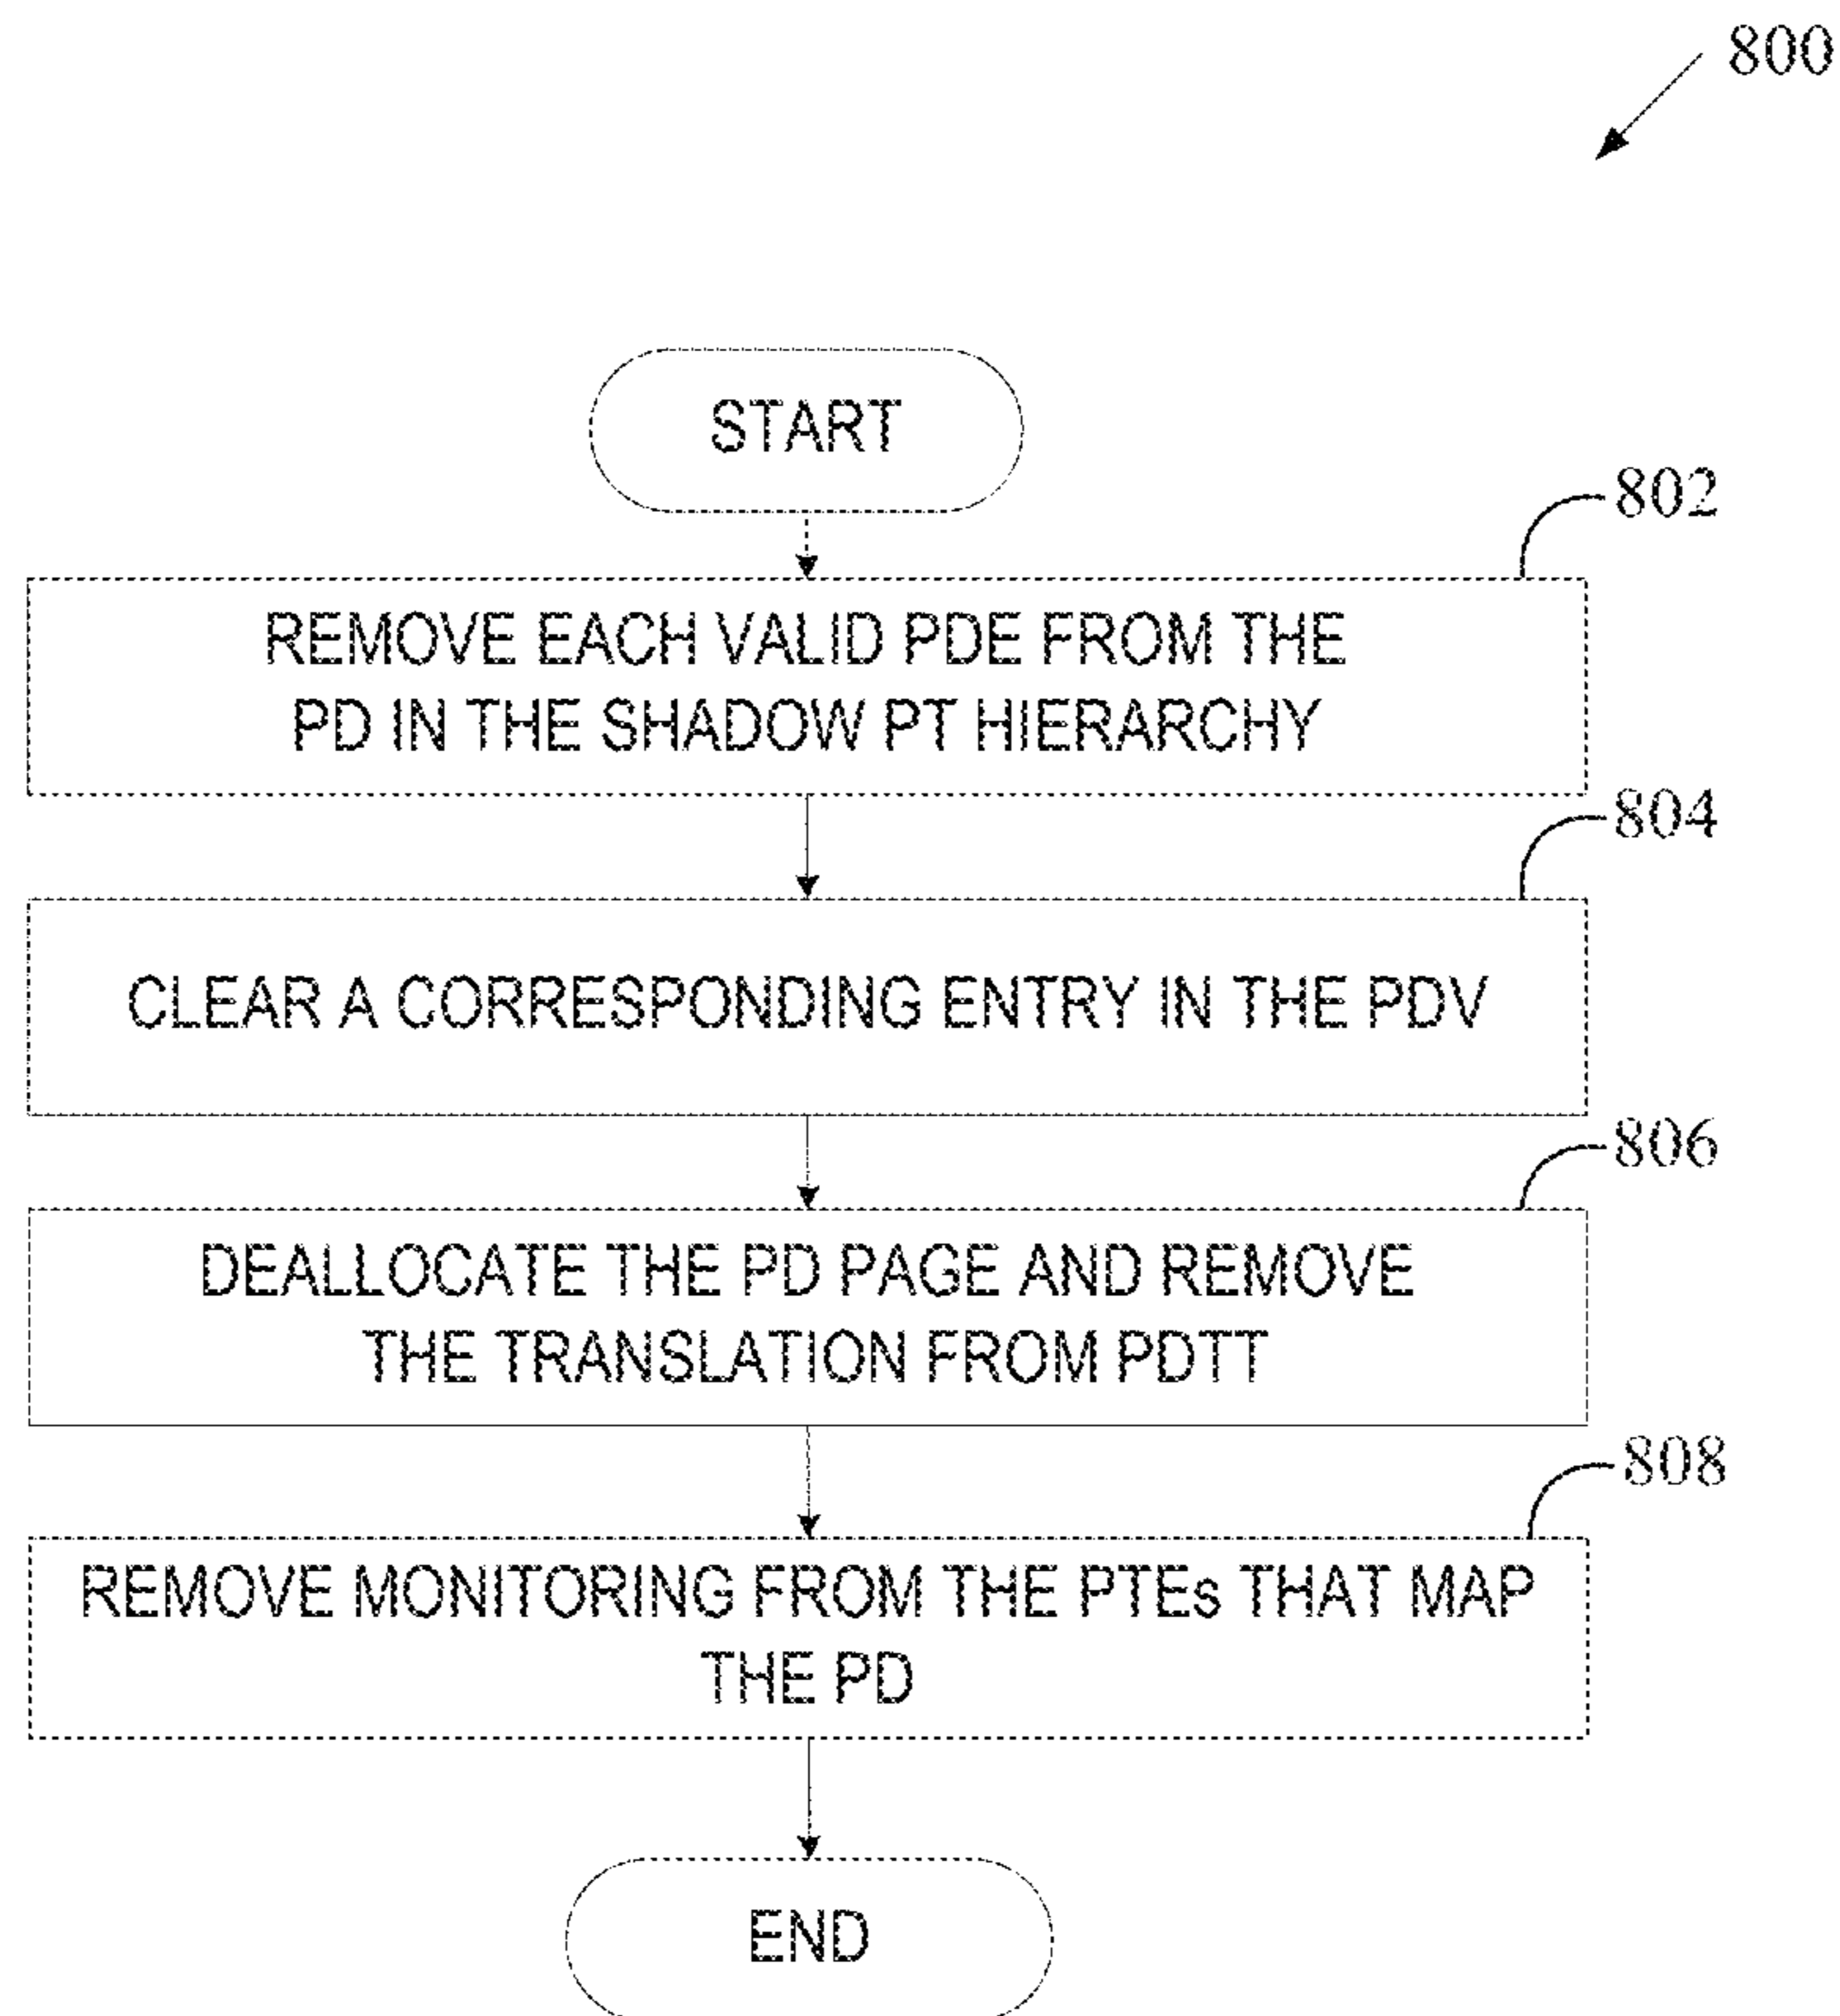 800
START
802
REMOVE EACH VALID PDE FROM THE
PD IN THE SHADOW PT HIERARCHY
804
CLEAR A CORRESPONDING ENTRY IN THE PDV
806
DEALLOCATE THE PD PAGE AND REMOVE
THE TRANSLATION FROM PDTT
808
REMOVE MONITORING FROM THE PTEs THAT MAP
THE PD
END